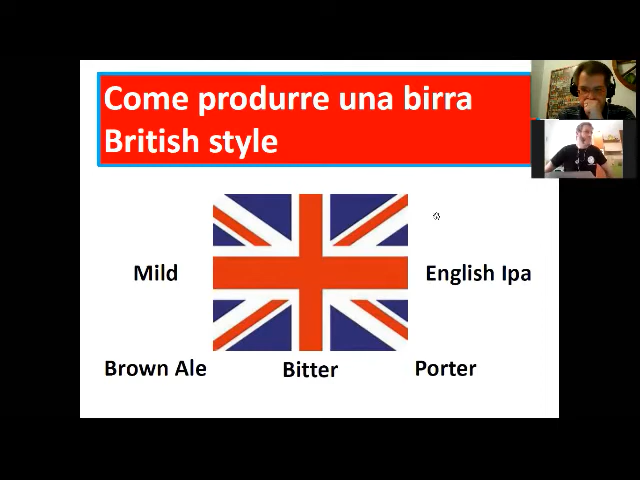 Come produrre una birra
British style
Mild
English Ipa
Brown Ale
Bitter
Porter